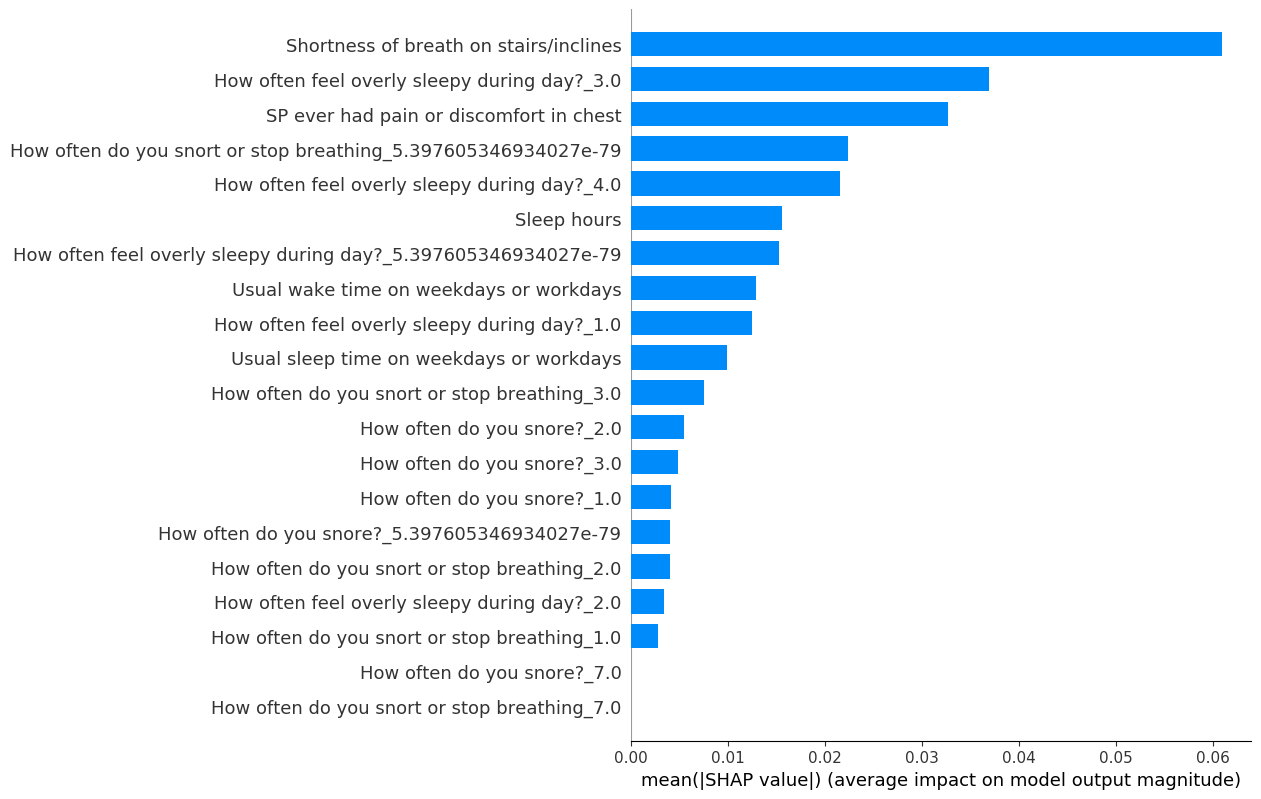 Shortness of breath on stairs/inclines
How often feel overly sleepy during day?_3.0
SP ever had pain or discomfort in chest
How often do you snort or stop breathing_5.397605346934027e-79
How often feel overly sleepy during day?_4.0
Sleep hours
How often feel overly sleepy during day?_5.397605346934027e-79
Usual wake time on weekdays or workdays
How often feel overly sleepy during day?_1.0
Usual sleep time on weekdays or workdays
How often do you snort or stop breathing_3.0
How often do you snore?_2.0
How often do you snore?_3.0
How often do you snore?_1.0
How often do you snore?_5.397605346934027e-79
How often do you snort or stop breathing_2.0
How often feel overly sleepy during day?_2.0
How often do you snort or stop breathing_1.0
How often do you snore?_7.0
How often do you snort or stop breathing_7.0
0.00 0.01 0.02 0.03 0.04 0.05 0.06
mean(|SHAP value|) (average impact on model output magnitude)